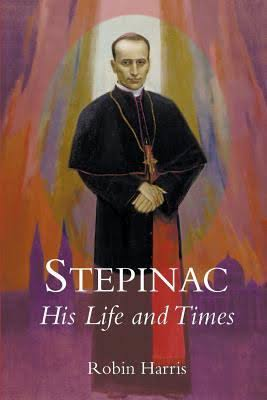 STEPINAC
His Life and Times
Robin Harris